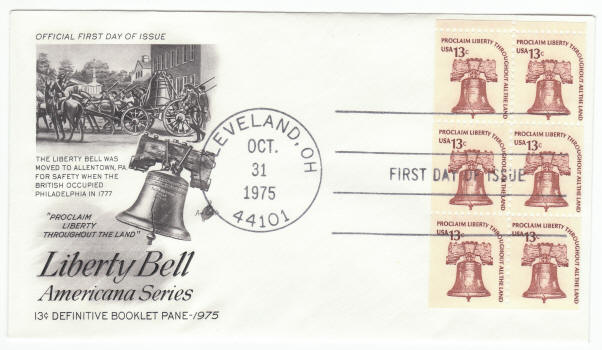 OFFICIAL FIRST DAY OF ISSUE
THE LIBERTY BELL WAS
MOVED TO ALLENTOWN, PA
FOR SAFETY WHEN THE
BRITISH OCCUPIED
PHILADELPHIA IN 1777
"PROCLAIM
LIBERTY
THROUGHOUT THE LAND"
Liberty Bell
Americana Series
13¢ DEFINITIVE BOOKLET PANE-1975
CLEVELAND, OH
OCT.
31
1975
44101
FIRST DAY OF ISSUE
PROCLAIM LIBERTY THROUGHOUT ALL THE LAND
USA 13c
PROCLAIM LIBERTY THROUGHOUT ALL THE LAND
USA 13c
PROCLAIM LIBERTY THROUGHOUT ALL THE LAND
USA 13c
PROCLAIM LIBERTY THROUGHOUT ALL THE LAND
USA 13c
PROCLAIM LIBERTY THROUGHOUT ALL THE LAND
USA 13c
PROCLAIM LIBERTY THROUGHOUT ALL THE LAND
USA 13c